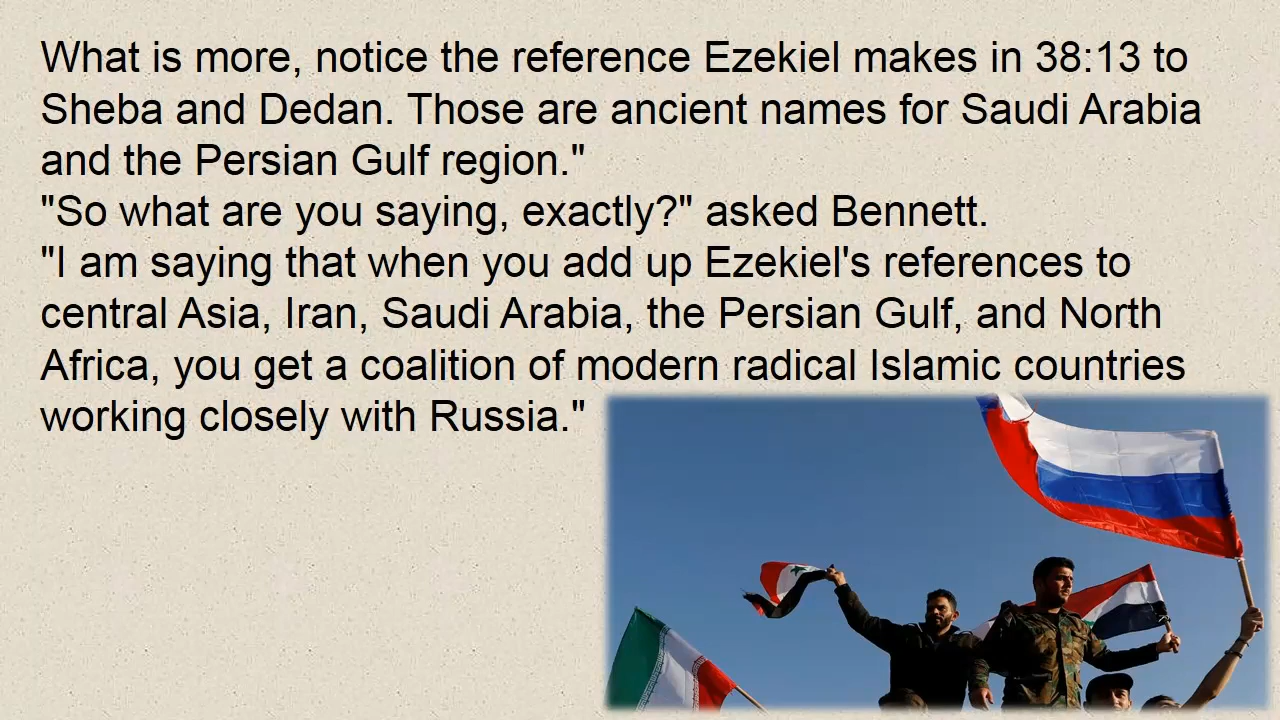 What is more, notice the reference Ezekiel makes in 38:13 to
Sheba and Dedan. Those are ancient names for Saudi Arabia
and the Persian Gulf region."
"So what are you saying, exactly?" asked Bennett.
"I am saying that when you add up Ezekiel's references to
central Asia, Iran, Saudi Arabia, the Persian Gulf, and North
Africa, you get a coalition of modern radical Islamic countries
working closely with Russia."